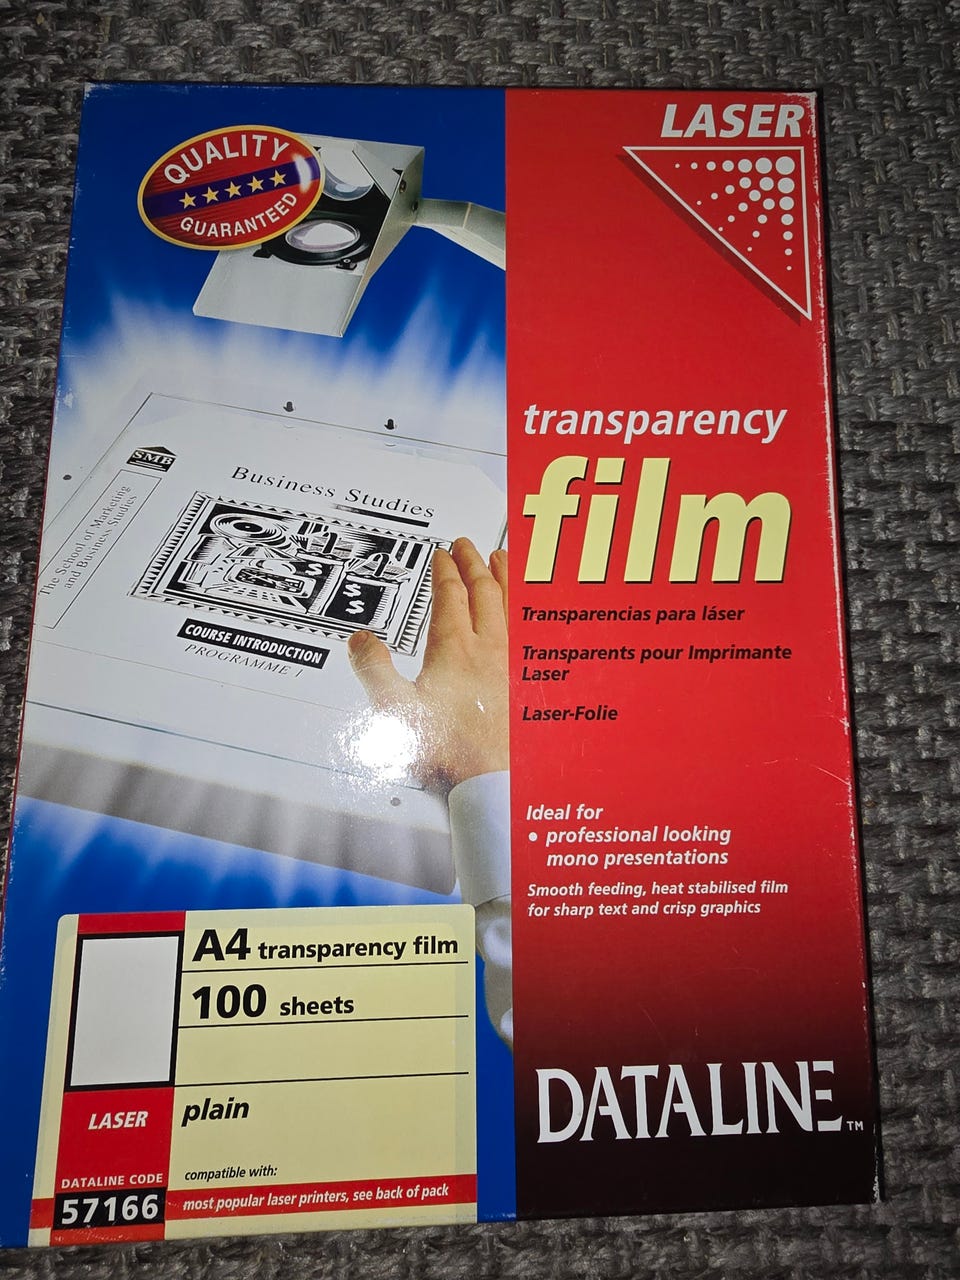 QUALITY
GUARANTEED
LASER
transparency
film
Transparencias para láser
Transparents pour Imprimante
Laser
Laser-Folie
Ideal for
• professional looking
mono presentations
Smooth feeding, heat stabilised film
for sharp text and crisp graphics
DATALINE™
SMB
The School of Marketing
and Business Studies
Business Studies
COURSE INTRODUCTION
PROGRAMME 1
A4 transparency film
100 sheets
plain
LASER
compatible with:
most popular laser printers, see back of pack
DATALINE CODE
57166